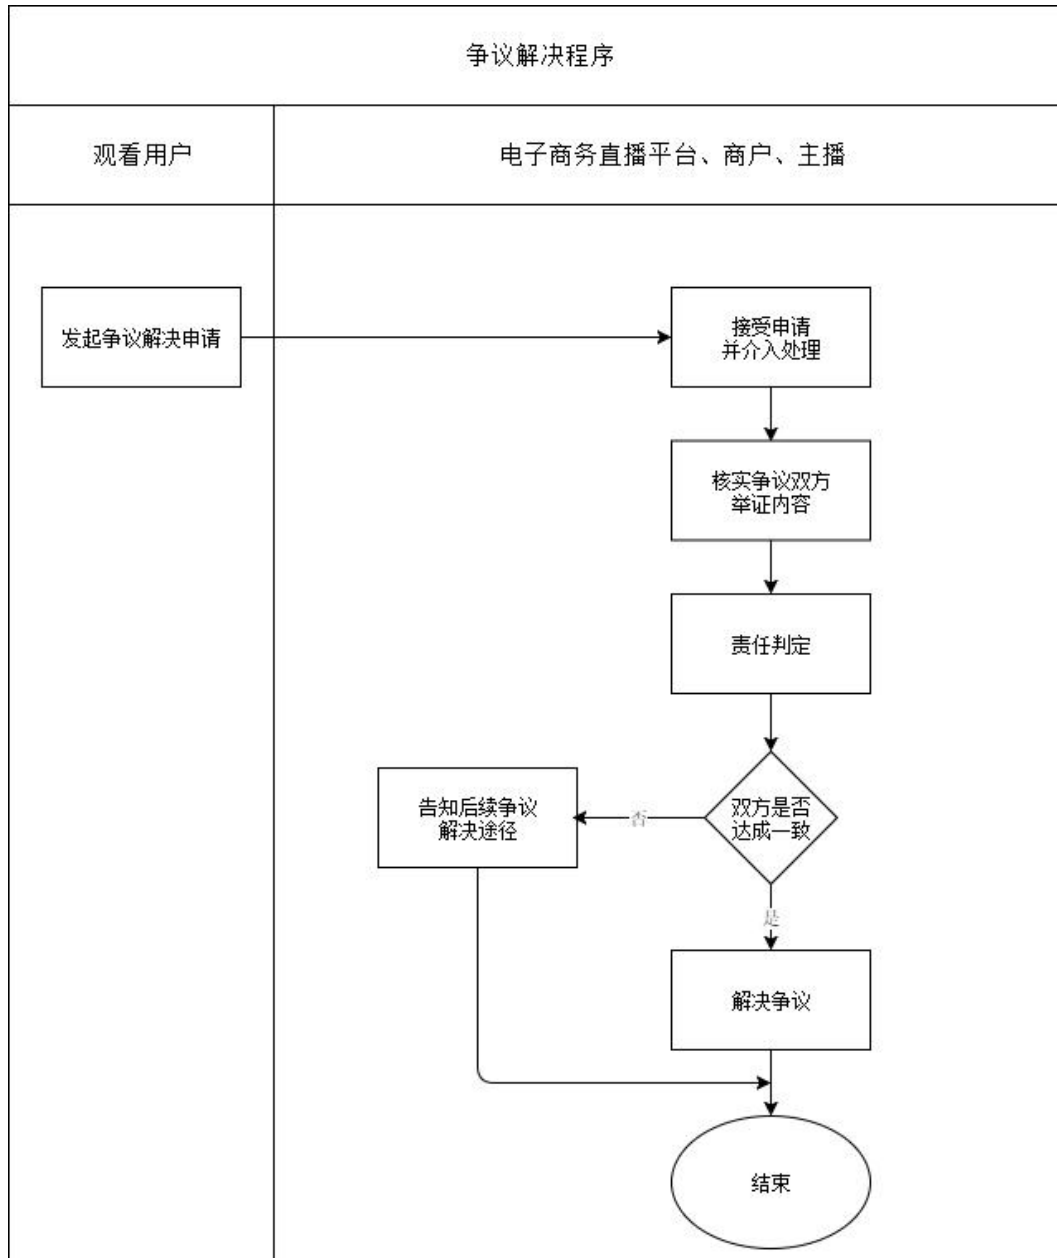 争议解决程序
观看用户
电子商务直播平台、商户、主播
发起争议解决申请
接受申请
并介入处理
核实争议双方
举证内容
责任判定
双方是否
达成一致
否
告知后续争议
解决途径
是
解决争议
结束